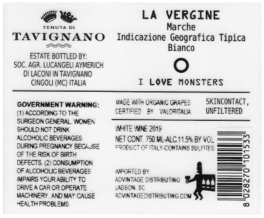 TENUTA DI
TAVIGNANO
ESTATE BOTTLED BY:
SOC. AGR. LUCANGELI AYMERICH
DI LACONI IN TAVIGNANO
CINGOLI (MC) ITALIA
LA VERGINE
Marche
Indicazione Geografica Tipica
Bianco
I LOVE MONSTERS
GOVERNMENT WARNING:
(1) ACCORDING TO THE
SURGEON GENERAL WOMEN
SHOULD NOT DRINK
ALCOHOLIC BEVERAGES
DURING PREGNANCY BECAUSE
OF THE RISK OF BIRTH
DEFECTS. (2) CONSUMPTION
OF ALCOHOLIC BEVERAGES
IMPAIRS YOUR ABILITY TO
DRIVE A CAR OR OPERATE
MACHINERY AND MAY CAUSE
HEALTH PROBLEMS
MADE WITH ORGANIC GRAPES
CERTIFIED BY VALORITALIA
SKINCONTACT,
UNFILTERED
WHITE WINE 2019
NET CONT. 750 ML-ALC.11.5% BY VOL
PRODUCT OF ITALY-CONTAINS SULFITES
IMPORTED BY:
ADVINTAGE DISTRIBUTING
LADSON, SC
ADVINTAGEDISTRIBUTING.COM
8 028270 101533